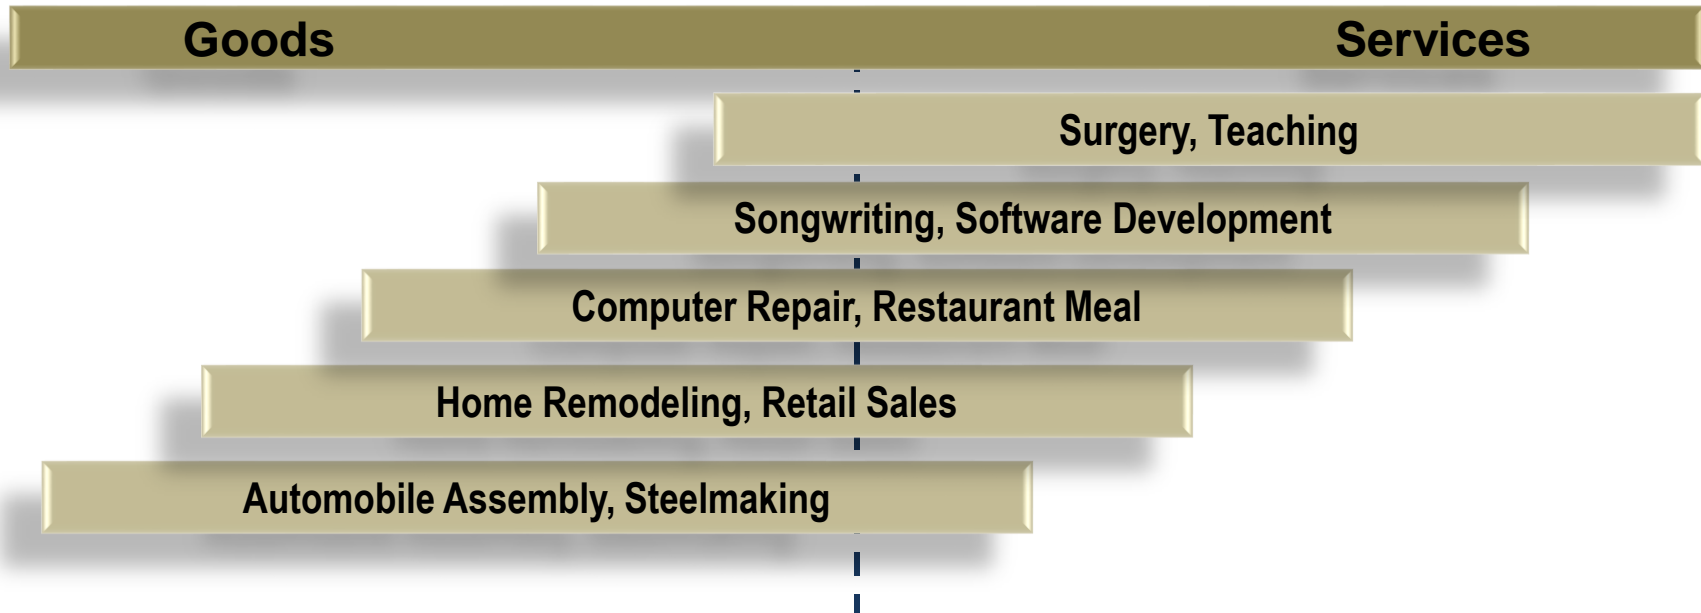 Goods Services
Surgery, Teaching
Songwriting, Software Development
Computer Repair, Restaurant Meal
Home Remodeling, Retail Sales
Automobile Assembly, Steelmaking